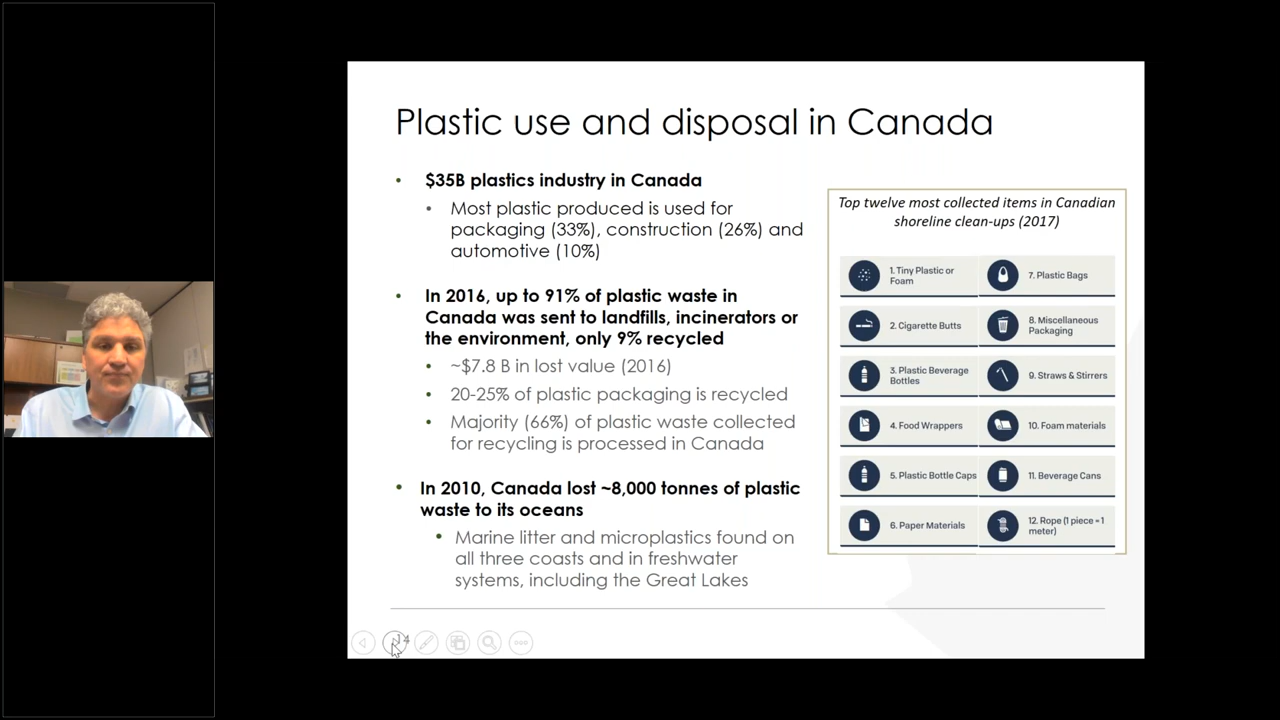 Plastic use and disposal in Canada
• $35B plastics industry in Canada
• Most plastic produced is used for
packaging (33%), construction (26%) and
automotive (10%)
• In 2016, up to 91% of plastic waste in
Canada was sent to landfills, incinerators or
the environment, only 9% recycled
• ~$7.8 B in lost value (2016)
• 20-25% of plastic packaging is recycled
• Majority (66%) of plastic waste collected
for recycling is processed in Canada
• In 2010, Canada lost ~8,000 tonnes of plastic
waste to its oceans
• Marine litter and microplastics found on
all three coasts and in freshwater
systems, including the Great Lakes
Top twelve most collected items in Canadian
shoreline clean-ups (2017)
1. Tiny Plastic or
Foam
2. Cigarette Butts
3. Plastic Beverage
Bottles
4. Food Wrappers
5. Plastic Bottle Caps
6. Paper Materials
7. Plastic Bags
8. Miscellaneous
Packaging
9. Straws & Stirrers
10. Foam materials
11. Beverage Cans
12. Rope (1 piece = 1
meter)
14